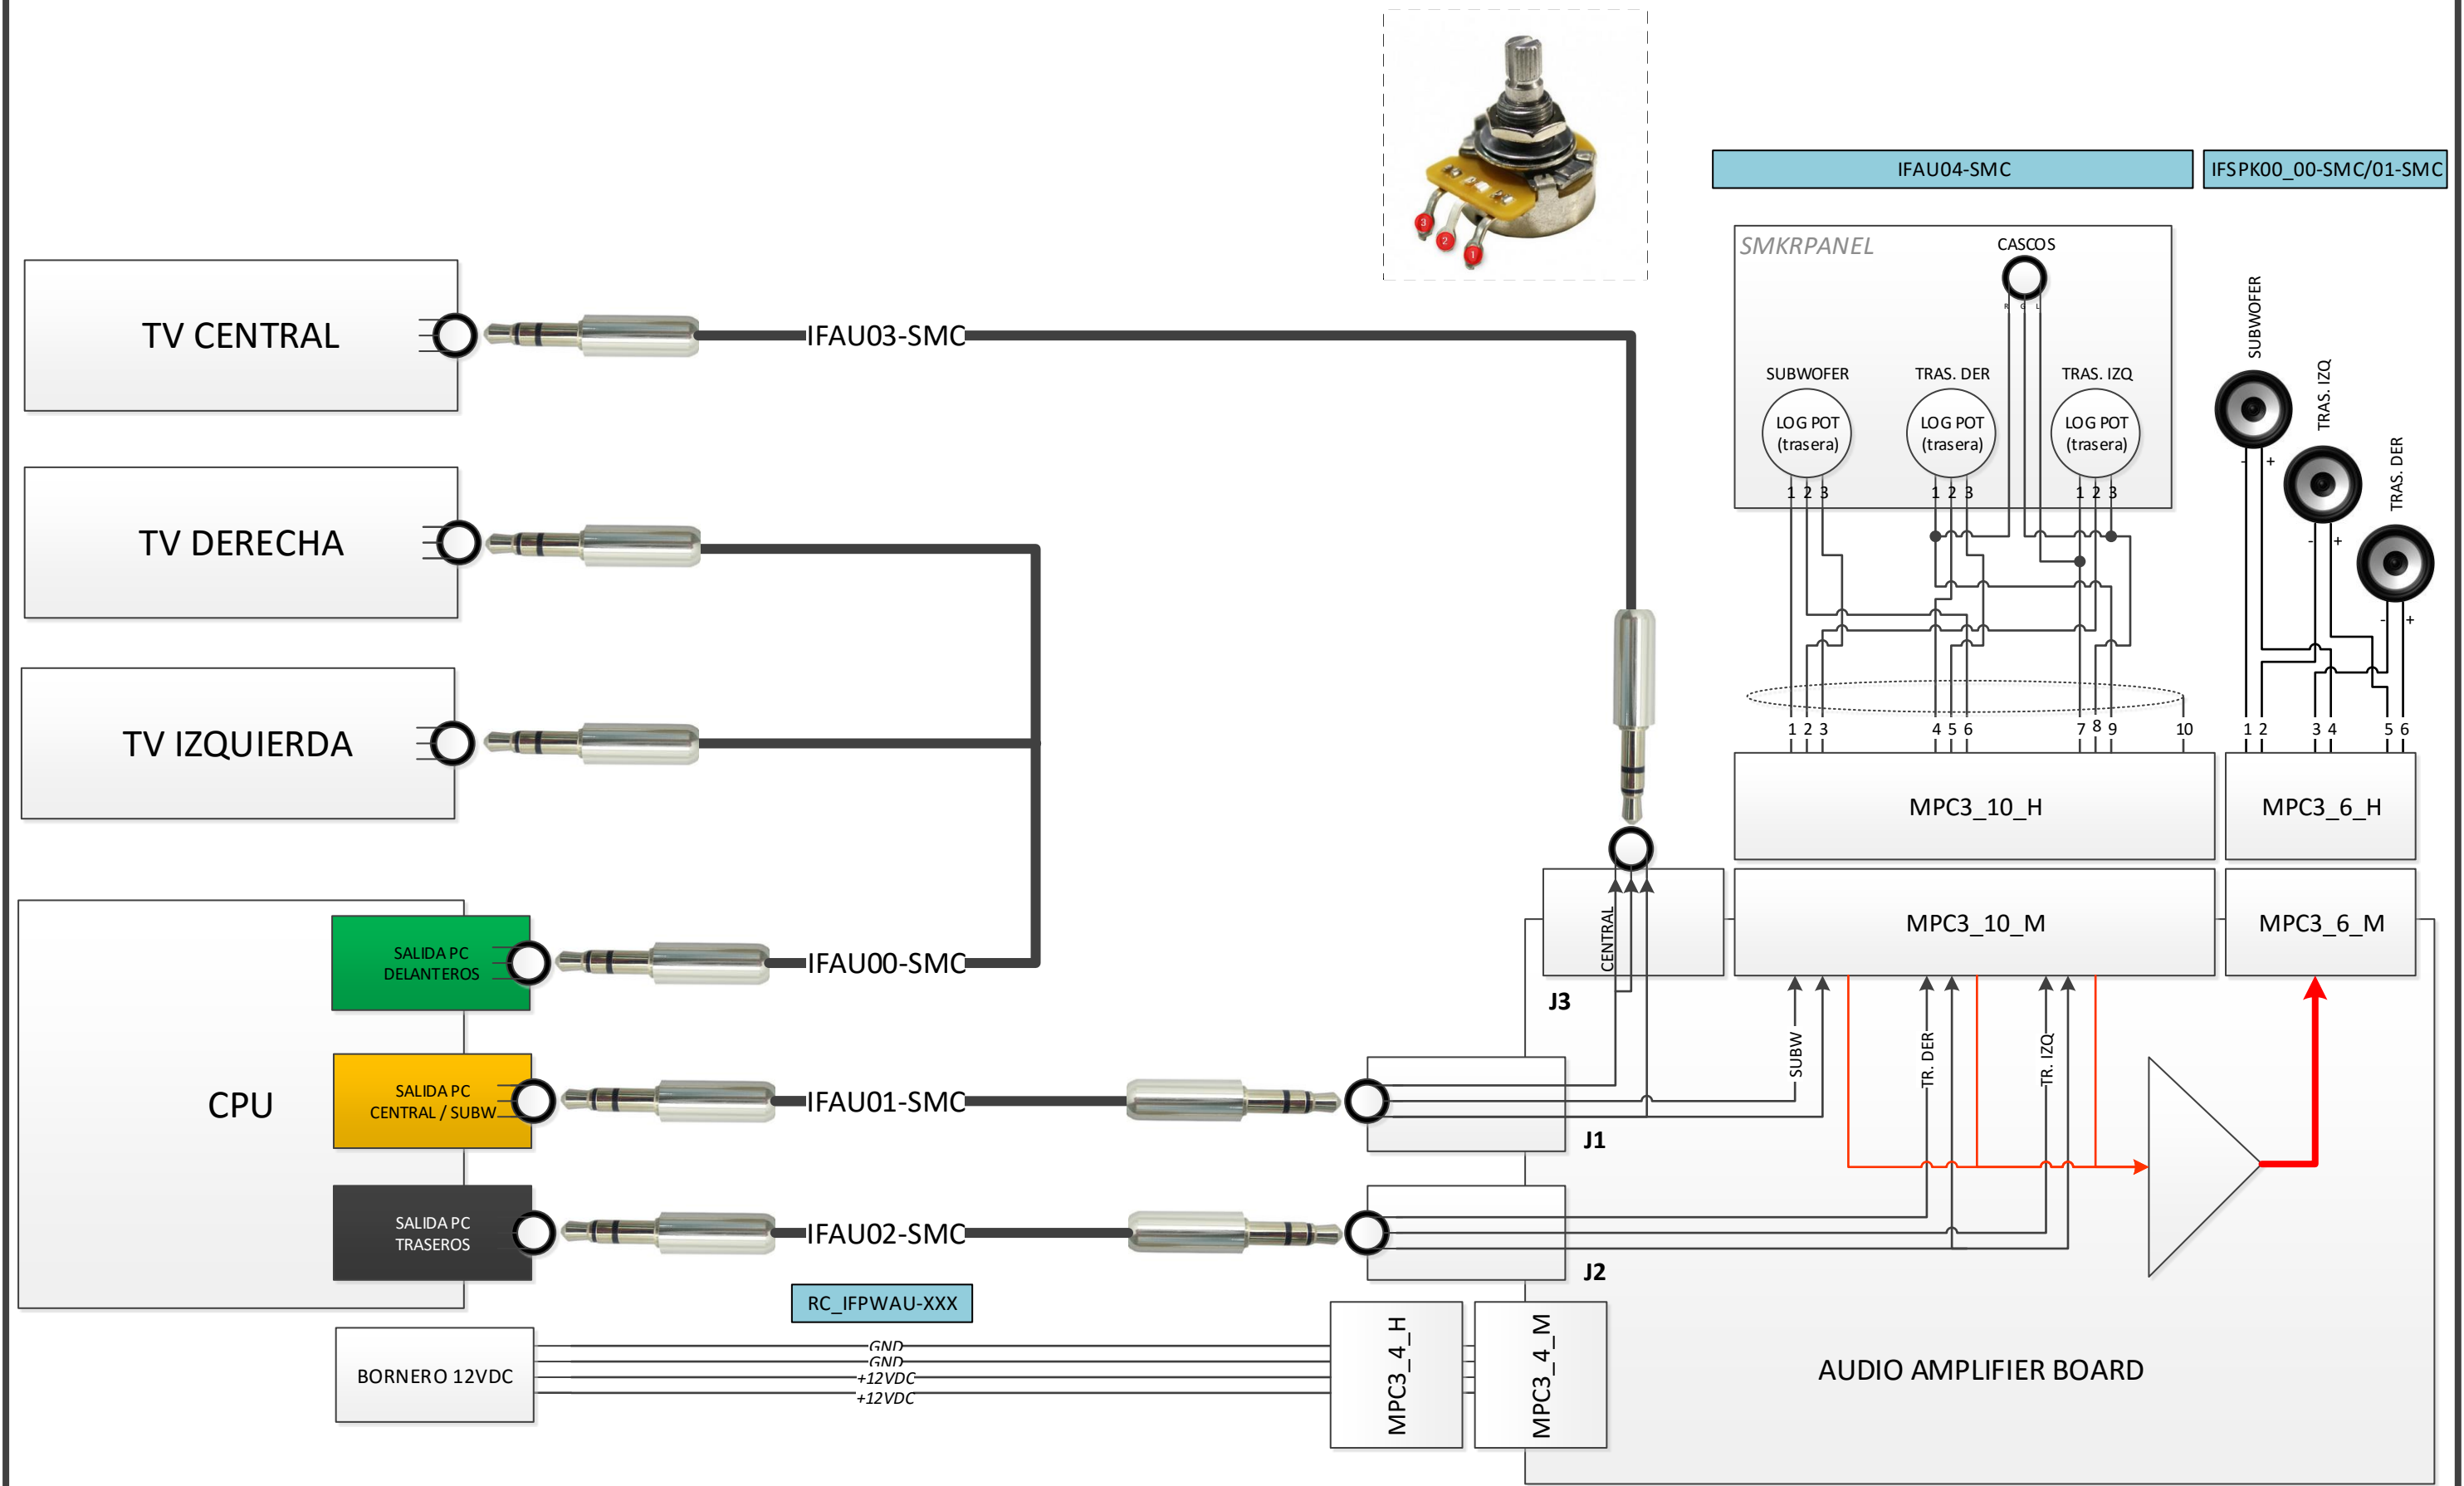 IFAU04-SMC
IFSPK00_00-SMC/01-SMC
SMKRPANEL
CASCOS
R G L
SUBWOFER
TRAS. DER
TRAS. IZQ
LOG POT
(trasera)
LOG POT
(trasera)
LOG POT
(trasera)
1 2 3
1 2 3
1 2 3
SUBWOFER
TRAS. IZQ
TRAS. DER
- +
- +
- +
3
2
1
TV CENTRAL
IFAU03-SMC
TV DERECHA
TV IZQUIERDA
1 2 3
4 5 6
7 8 9
10
1 2
3 4
5 6
MPC3_10_H
MPC3_6_H
CENTRAL
MPC3_10_M
MPC3_6_M
J3
CPU
SALIDA PC
DELANTEROS
IFAU00-SMC
SALIDA PC
CENTRAL / SUBW
IFAU01-SMC
J1
SUBW
TR. DER
TR. IZQ
SALIDA PC
TRASEROS
IFAU02-SMC
J2
RC_IFPWAU-XXX
BORNERO 12VDC
GND
GND
+12VDC
+12VDC
MPC3_4_H
MPC3_4_M
AUDIO AMPLIFIER BOARD